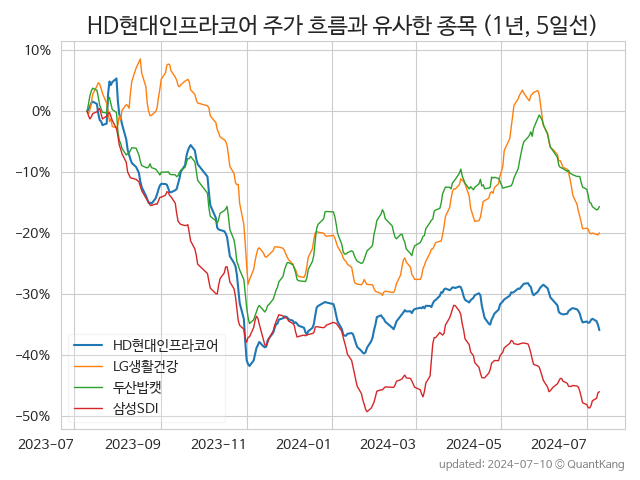 HD현대인프라코어 주가 흐름과 유사한 종목 (1년, 5일선)
10%
0%
−10%
−20%
−30%
−40%
−50%
HD현대인프라코어
LG생활건강
두산밥캣
삼성SDI
2023-07 2023-09 2023-11 2024-01 2024-03 2024-05 2024-07
updated: 2024-07-10 © QuantKang